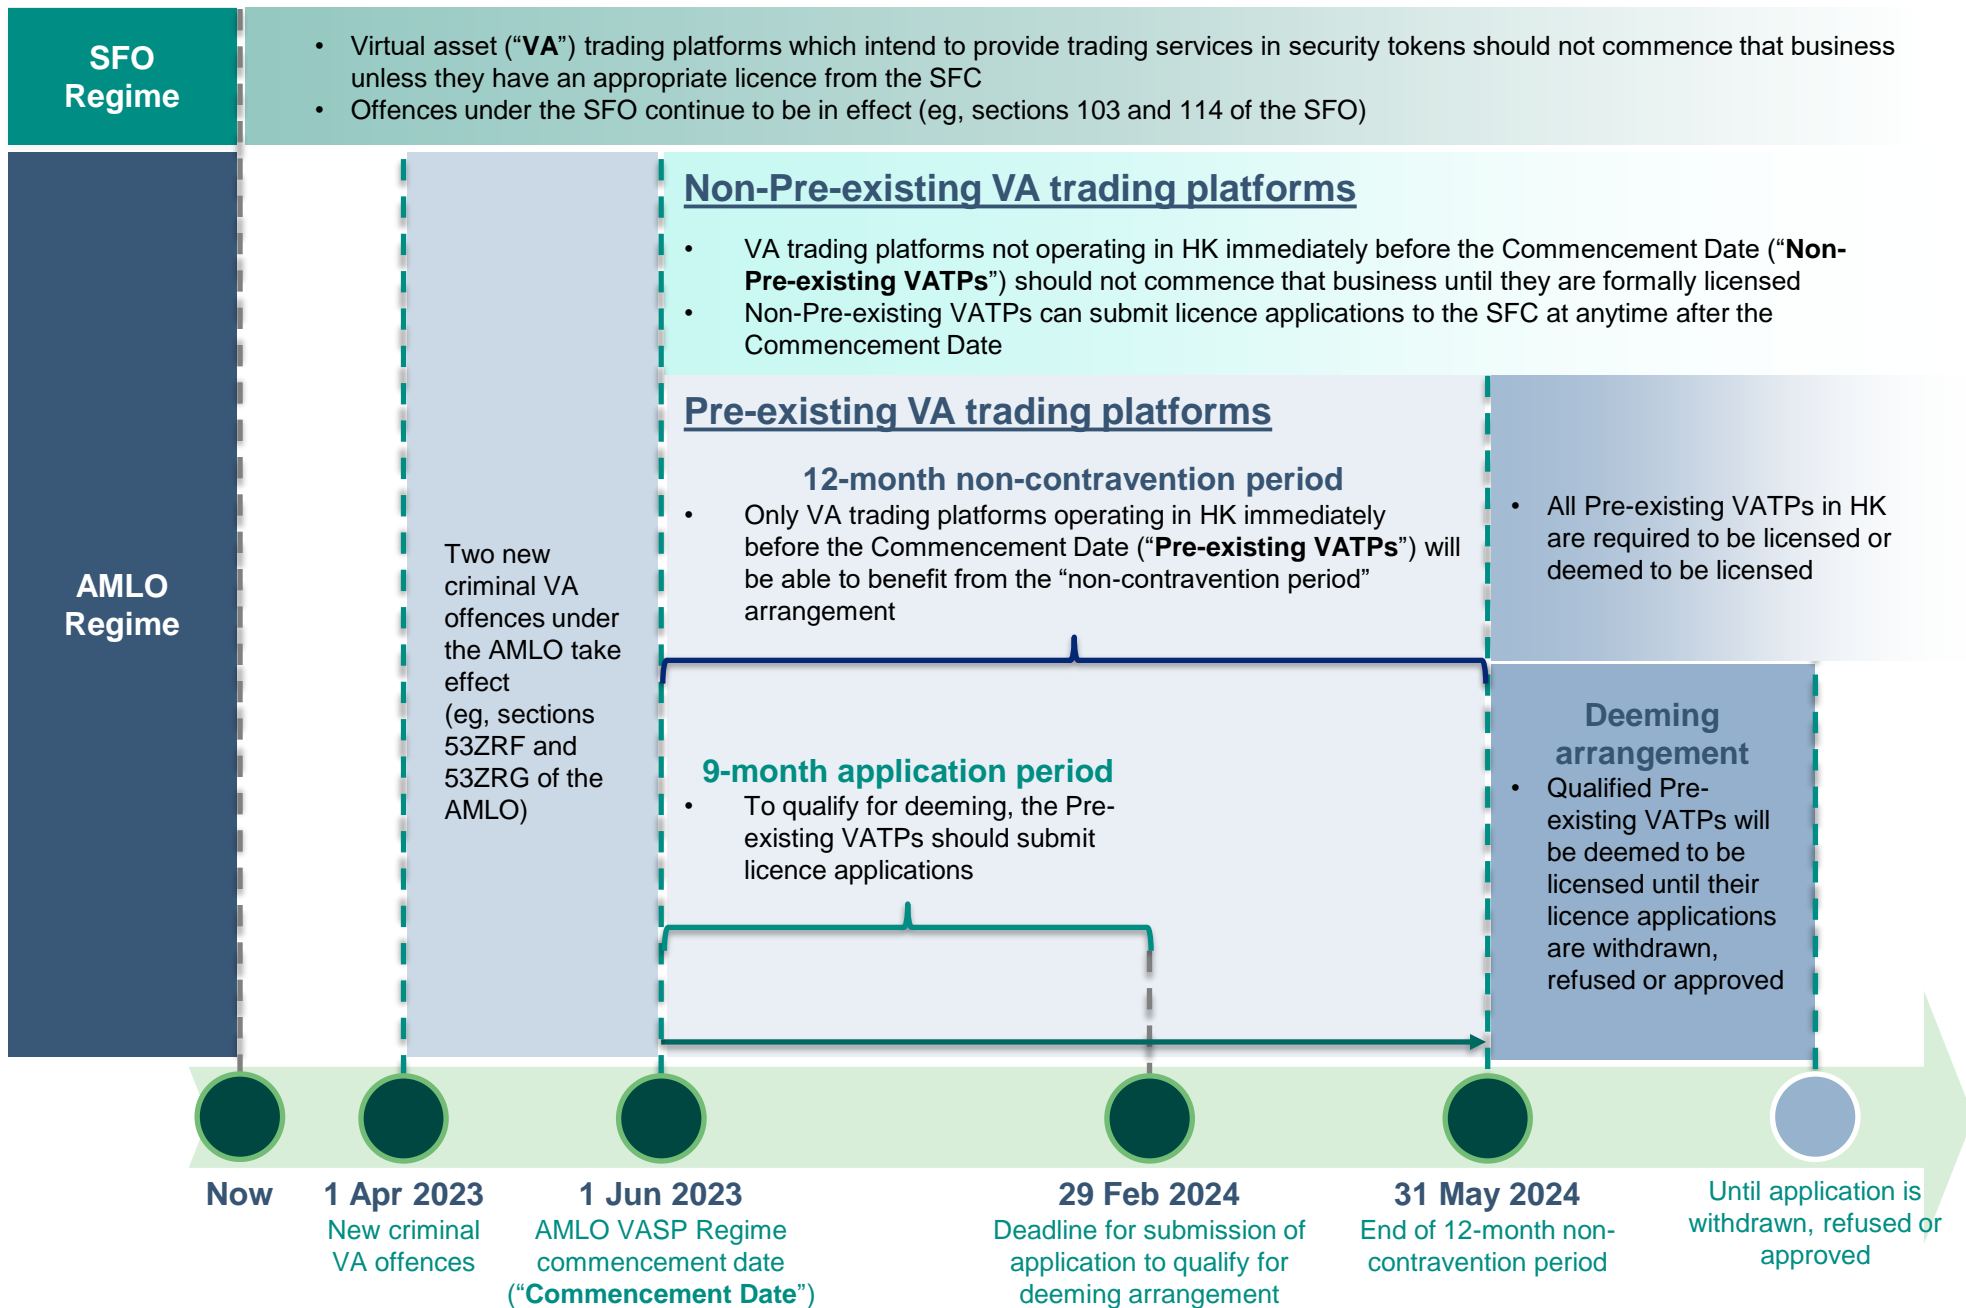 SFO
Regime
• Virtual asset (“VA”) trading platforms which intend to provide trading services in security tokens should not commence that business
unless they have an appropriate licence from the SFC
• Offences under the SFO continue to be in effect (eg, sections 103 and 114 of the SFO)
AMLO
Regime
Two new
criminal VA
offences under
the AMLO take
effect
(eg, sections
53ZRF and
53ZRG of the
AMLO)
Non-Pre-existing VA trading platforms
• VA trading platforms not operating in HK immediately before the Commencement Date (“Non-
Pre-existing VATPs”) should not commence that business until they are formally licensed
• Non-Pre-existing VATPs can submit licence applications to the SFC at anytime after the
Commencement Date
Pre-existing VA trading platforms
12-month non-contravention period
• Only VA trading platforms operating in HK immediately
before the Commencement Date (“Pre-existing VATPs”) will
be able to benefit from the “non-contravention period”
arrangement
9-month application period
• To qualify for deeming, the Pre-
existing VATPs should submit
licence applications
• All Pre-existing VATPs in HK
are required to be licensed or
deemed to be licensed
Deeming
arrangement
• Qualified Pre-
existing VATPs will
be deemed to be
licensed until their
licence applications
are withdrawn,
refused or approved
Now
1 Apr 2023
New criminal
VA offences
1 Jun 2023
AMLO VASP Regime
commencement date
(“Commencement Date”)
29 Feb 2024
Deadline for submission of
application to qualify for
deeming arrangement
31 May 2024
End of 12-month non-
contravention period
Until application is
withdrawn, refused or
approved